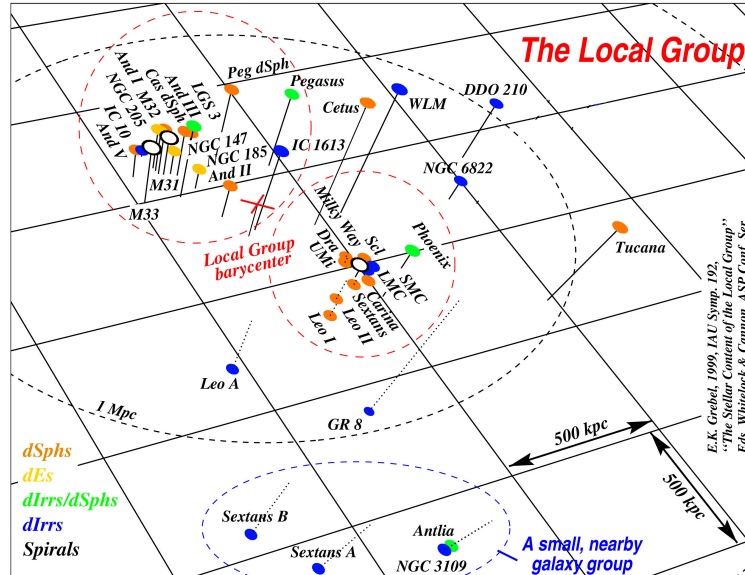 The Local Group
And I
NGC 205
IC 10
And V
M32
Cas dSph
And III
LGS 3
Peg dSph
Pegasus
Cetus
WLM
DDO 210
NGC 147
NGC 185
And II
M31
M33
IC 1613
NGC 6822
Local Group
barycenter
Milky Way
Dra
UMi
Scl
Phoenix
SMC
LMC
Carina
Sextans
Leo II
Leo I
Tucana
Leo A
1 Mpc
GR 8
500 kpc
500 kpc
E.K. Grebel, 1999, IAU Symp. 192,
“The Stellar Content of the Local Group”
dSphs
dEs
dIrrs/dSphs
dIrrs
Spirals
Sextans B
Sextans A
Antlia
NGC 3109
A small, nearby
galaxy group